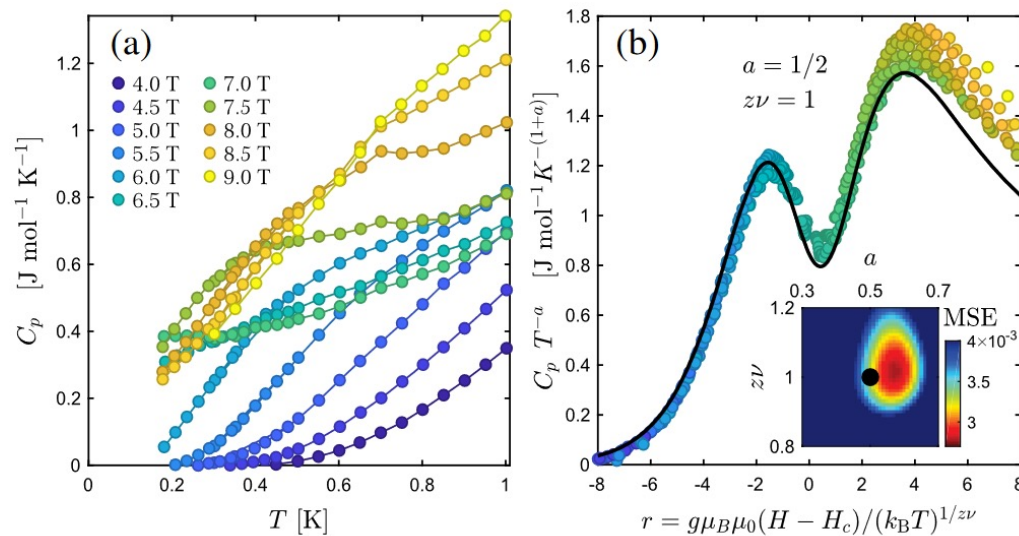 (a)
4.0 T
4.5 T
5.0 T
5.5 T
6.0 T
6.5 T
7.0 T
7.5 T
8.0 T
8.5 T
9.0 T
C_p [J mol⁻¹ K⁻¹]
0
0.2
0.4
0.6
0.8
1
1.2
0
0.2
0.4
0.6
0.8
1
T [K]
(b)
a = 1/2
zν = 1
C_p T⁻ᵃ [J mol⁻¹K⁻⁽¹⁺ᵃ⁾]
1.8
1.6
1.4
1.2
1.0
0.8
0.6
0.4
0.2
0
-8
-6
-4
-2
0
2
4
6
8
r = gμ_Bμ₀(H − H_c)/(k_BT)^{1/zν}
a
0.3
0.5
0.7
1.2
1
0.8
zν
MSE
4×10⁻³
3.5
3